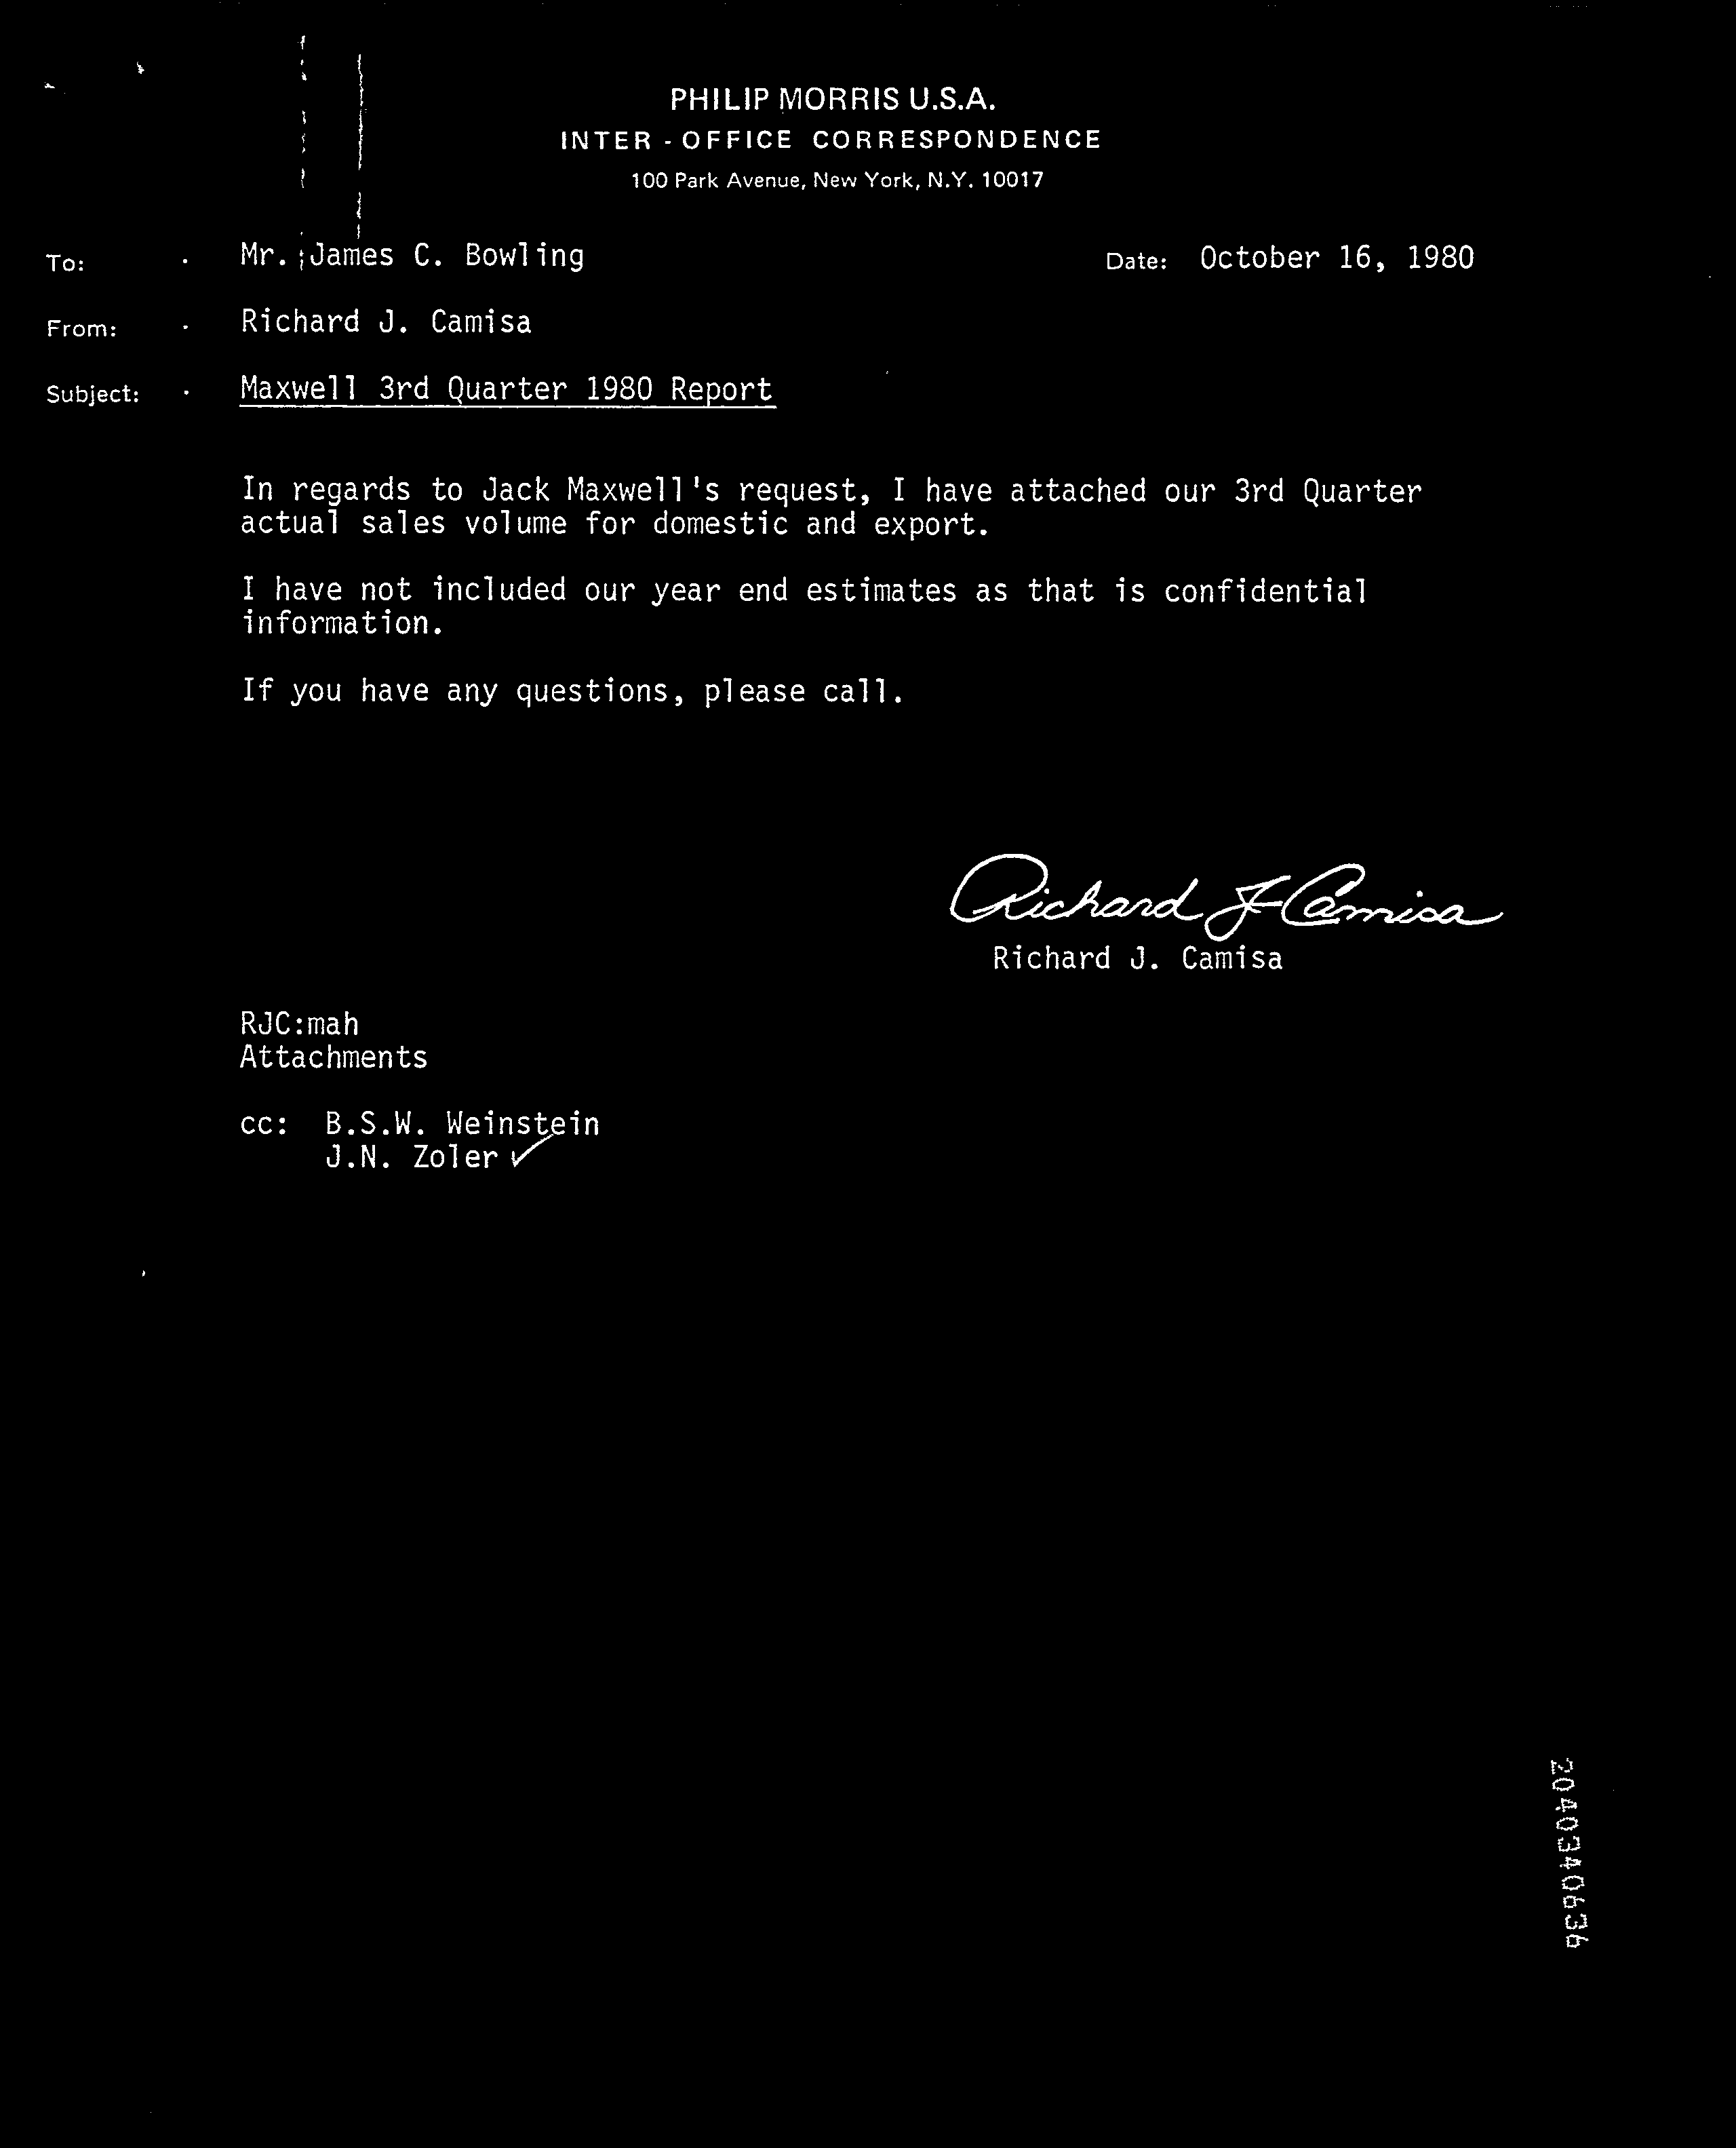 PHILIP MORRIS U.S.A.
INTER - OFFICE CORRESPONDENCE
100 Park Avenue, New York, N.Y. 10017
To: Mr. James C. Bowling Date: October 16, 1980
From: Richard J. Camisa
Subject: Maxwell 3rd Quarter 1980 Report
In regards to Jack Maxwell's request, I have attached our 3rd Quarter
actual sales volume for domestic and export.
I have not included our year end estimates as that is confidential
information.
If you have any questions, please call.
Richard J Camisa
Richard J. Camisa
RJC:mah
Attachments
cc: B.S.W. Weinstein
J.N. Zoler ✓
2040340636